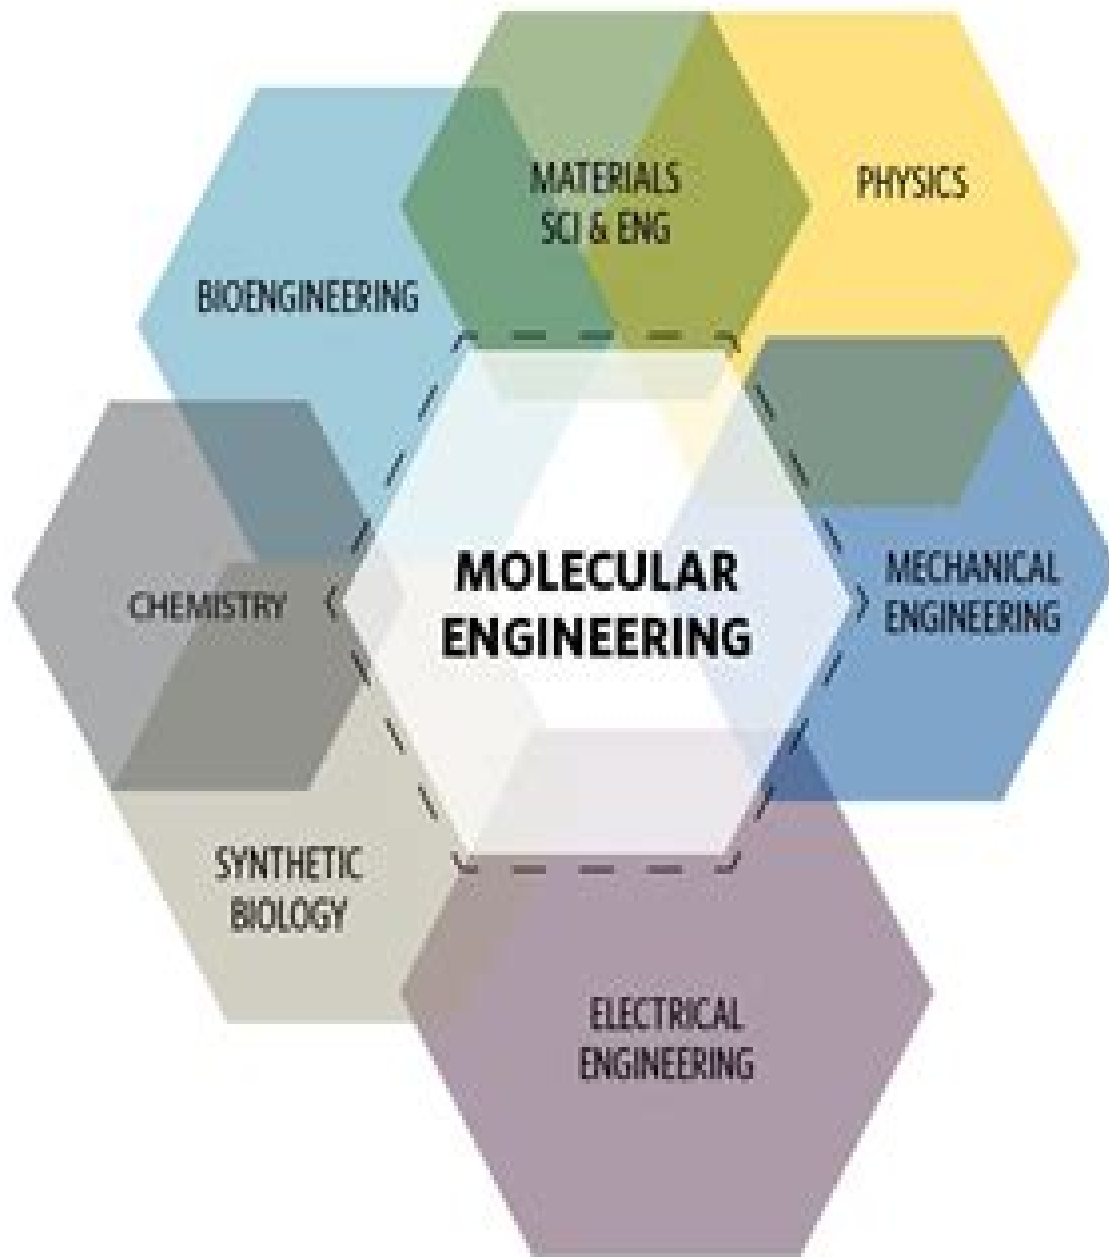 MATERIALS
SCI & ENG
PHYSICS
BIOENGINEERING
MOLECULAR
ENGINEERING
MECHANICAL
ENGINEERING
CHEMISTRY
SYNTHETIC
BIOLOGY
ELECTRICAL
ENGINEERING